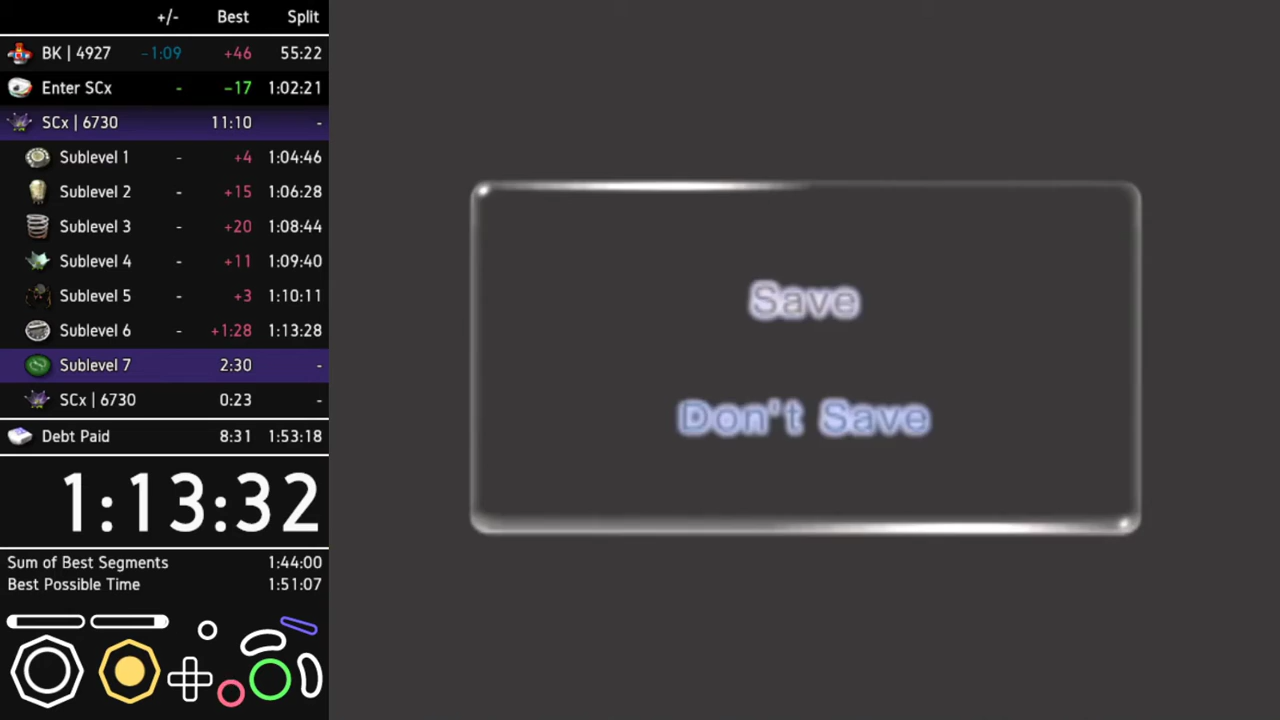 +/- Best Split
BK | 4927 -1:09 +46 55:22
Enter SCx - -17 1:02:21
SCx | 6730 11:10 -
Sublevel 1 - +4 1:04:46
Sublevel 2 - +15 1:06:28
Sublevel 3 - +20 1:08:44
Sublevel 4 - +11 1:09:40
Sublevel 5 - +3 1:10:11
Sublevel 6 - +1:28 1:13:28
Sublevel 7 2:30 -
SCx | 6730 0:23 -
Debt Paid 8:31 1:53:18
1:13:32
Sum of Best Segments 1:44:00
Best Possible Time 1:51:07
Save
Don't Save